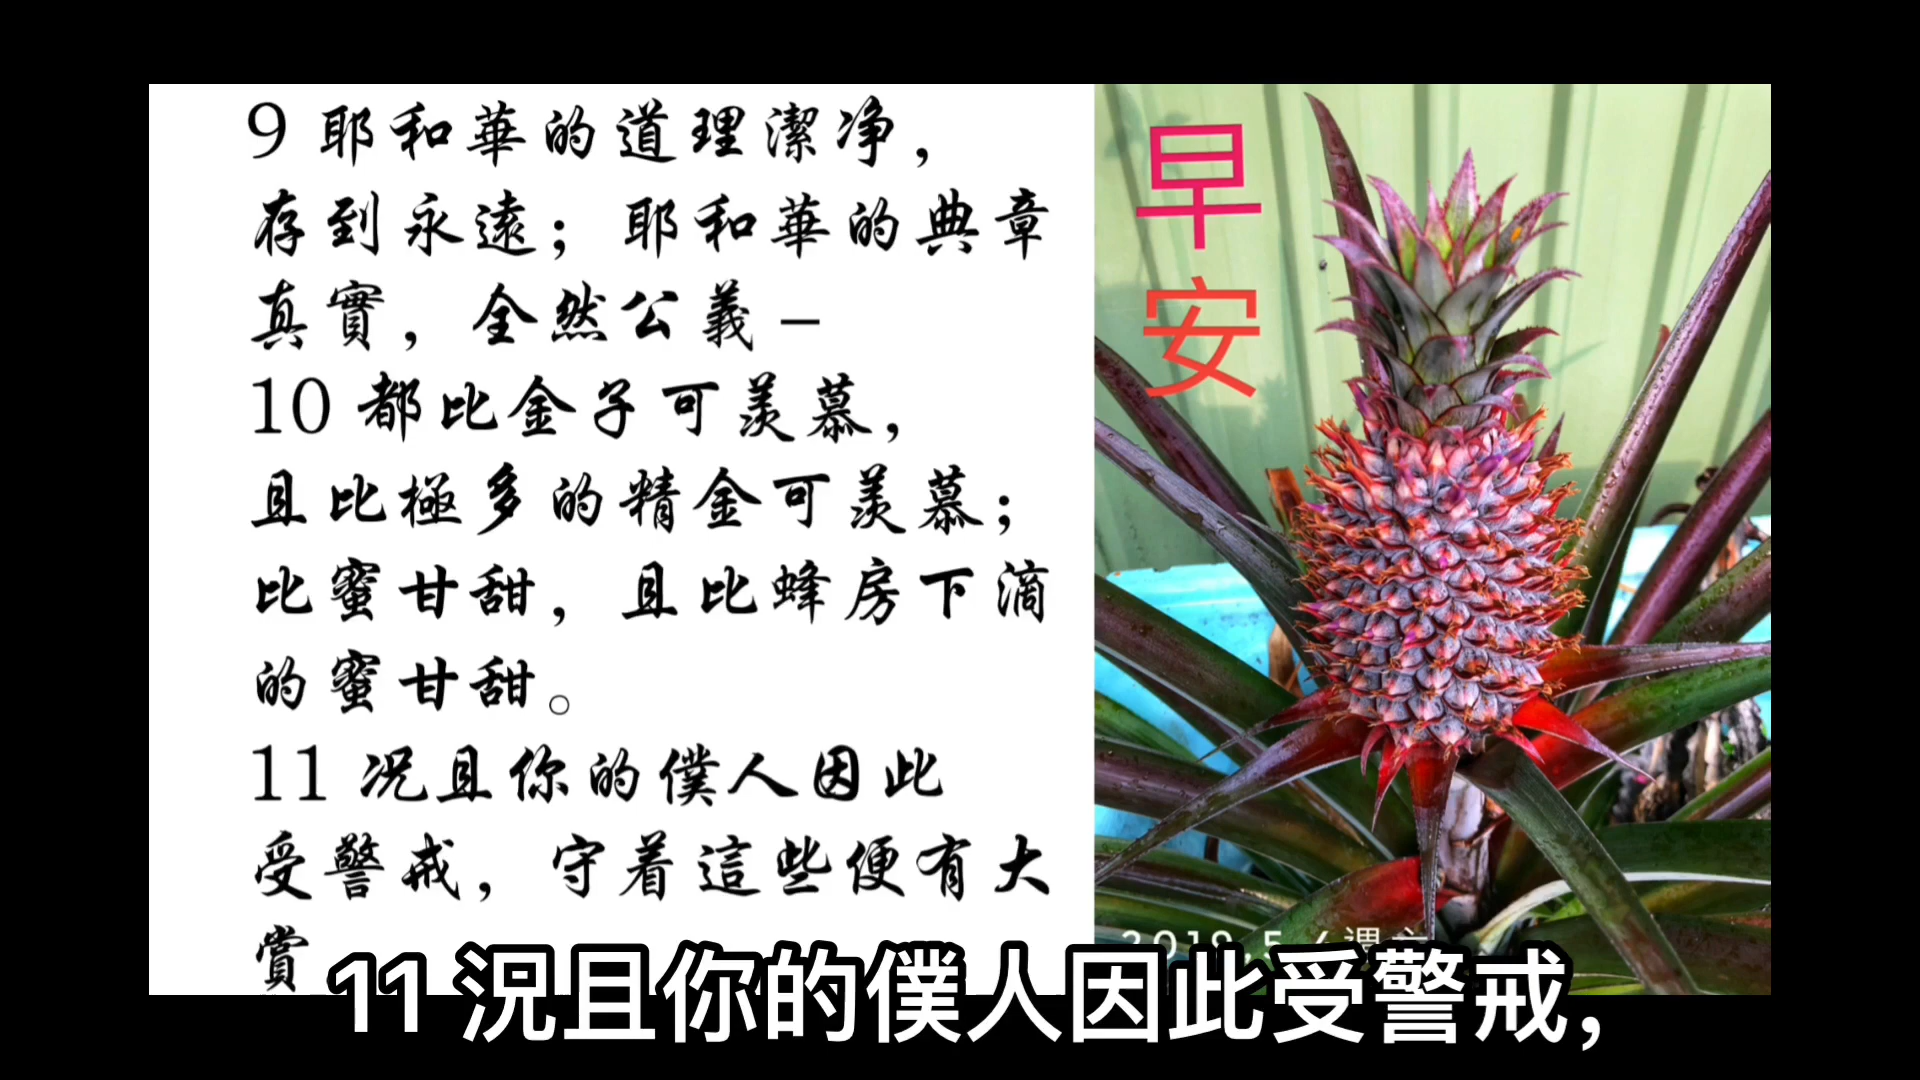 9 耶和華的道理潔净，
存到永遠；耶和華的典章
真實，全然公義–
10 都比金子可羡慕，
且比極多的精金可羡慕；
比蜜甘甜，且比蜂房下滴
的蜜甘甜。
11 况且你的僕人因此
受警戒，守着這些便有大
賞
早
安
11 況且你的僕人因此受警戒，